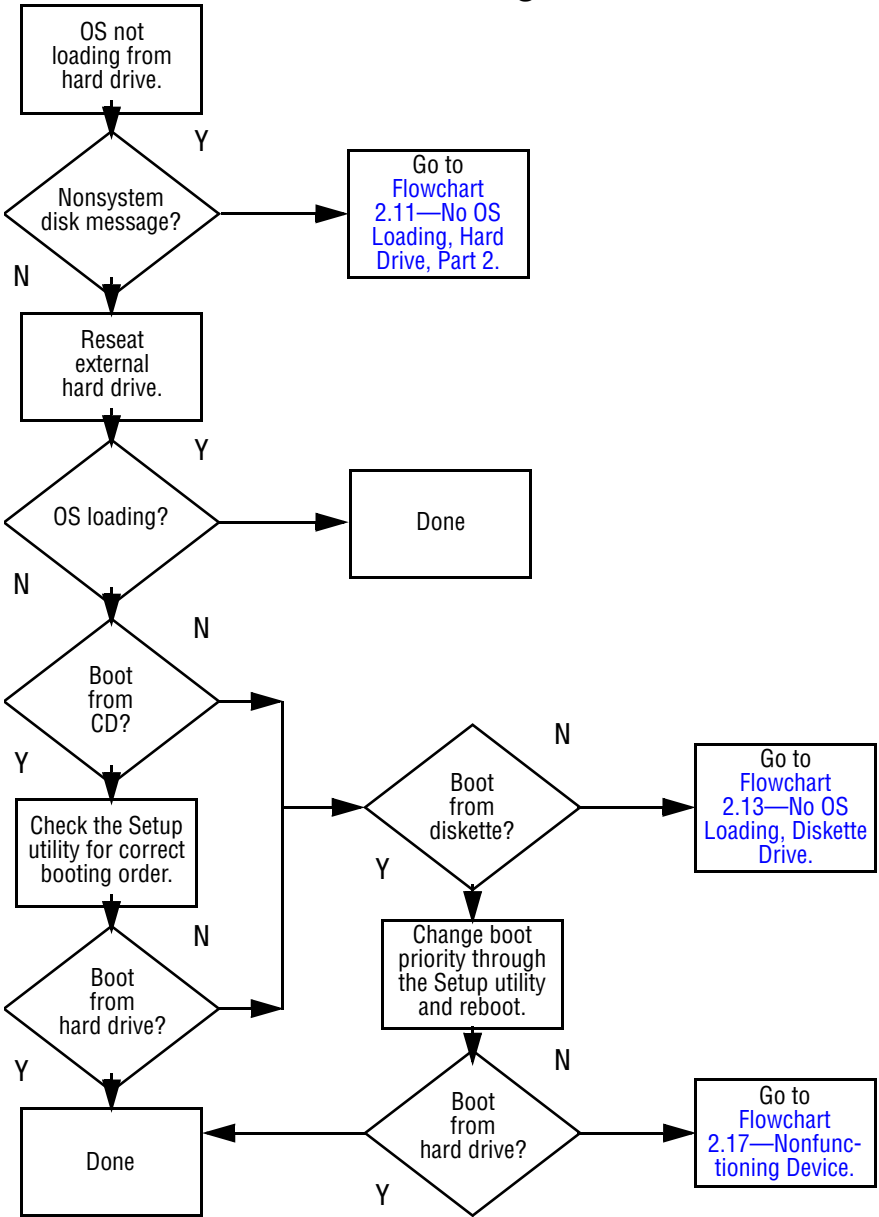 OS not
loading from
hard drive.
Y
Nonsystem
disk message?
Go to
Flowchart
2.11—No OS
Loading, Hard
Drive, Part 2.
N
Reseat
external
hard drive.
Y
OS loading?
Done
N
N
Boot
from
CD?
Y
Check the Setup
utility for correct
booting order.
N
Boot
from
hard drive?
Y
Done
N
Boot
from
diskette?
Go to
Flowchart
2.13—No OS
Loading, Diskette
Drive.
Y
Change boot
priority through
the Setup utility
and reboot.
N
Boot
from
hard drive?
Go to
Flowchart
2.17—Nonfunc-
tioning Device.
Y